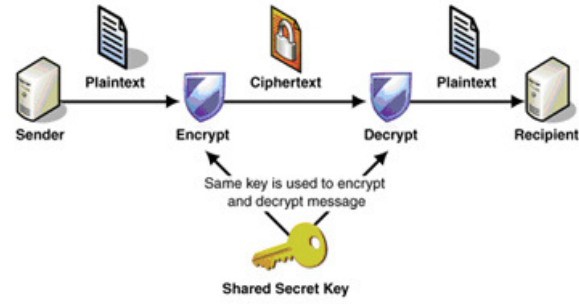 Plaintext
Ciphertext
Plaintext
Sender
Encrypt
Decrypt
Recipient
Same key is used to encrypt
and decrypt message
Shared Secret Key